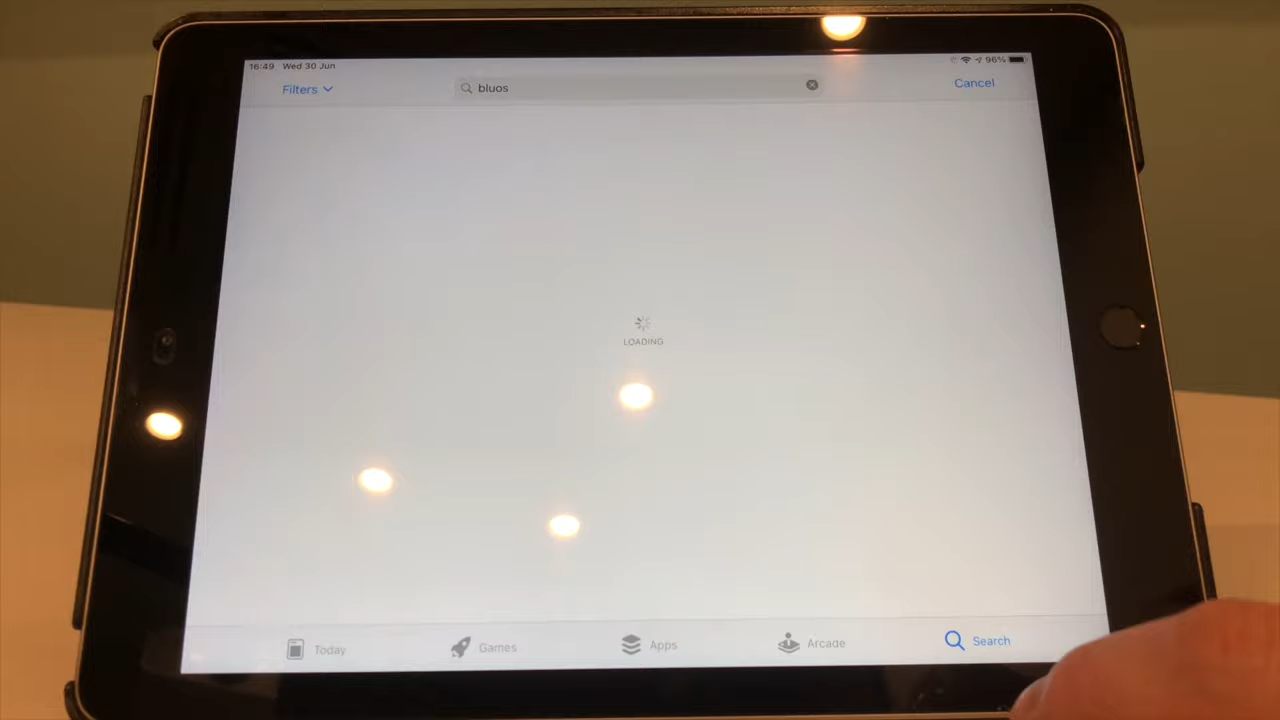 16:49 Wed 30 Jun
96%
Filters
bluos
Cancel
LOADING
Today
Games
Apps
Arcade
Search